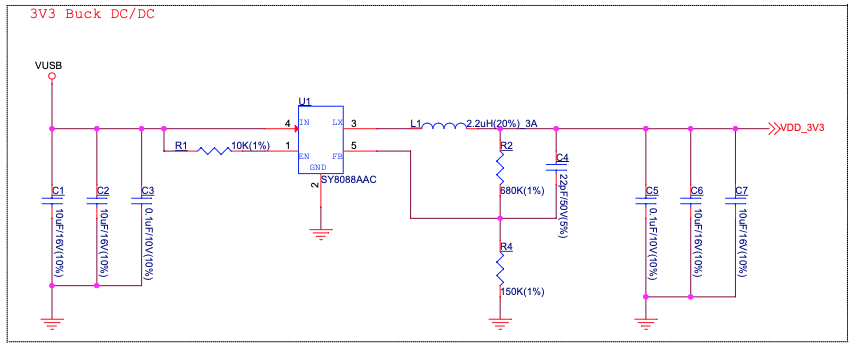 3V3 Buck DC/DC
VUSB
U1
4
IN
LX
3
L1
2.2uH(20%)_3A
VDD_3V3
R1
10K(1%)
1
EN
FB
5
GND
2
SY8088AAC
R2
680K(1%)
C4
22pF/50V(5%)
C1
10uF/16V(10%)
C2
10uF/16V(10%)
C3
0.1uF/10V(10%)
C5
0.1uF/10V(10%)
C6
10uF/16V(10%)
C7
10uF/16V(10%)
R4
150K(1%)